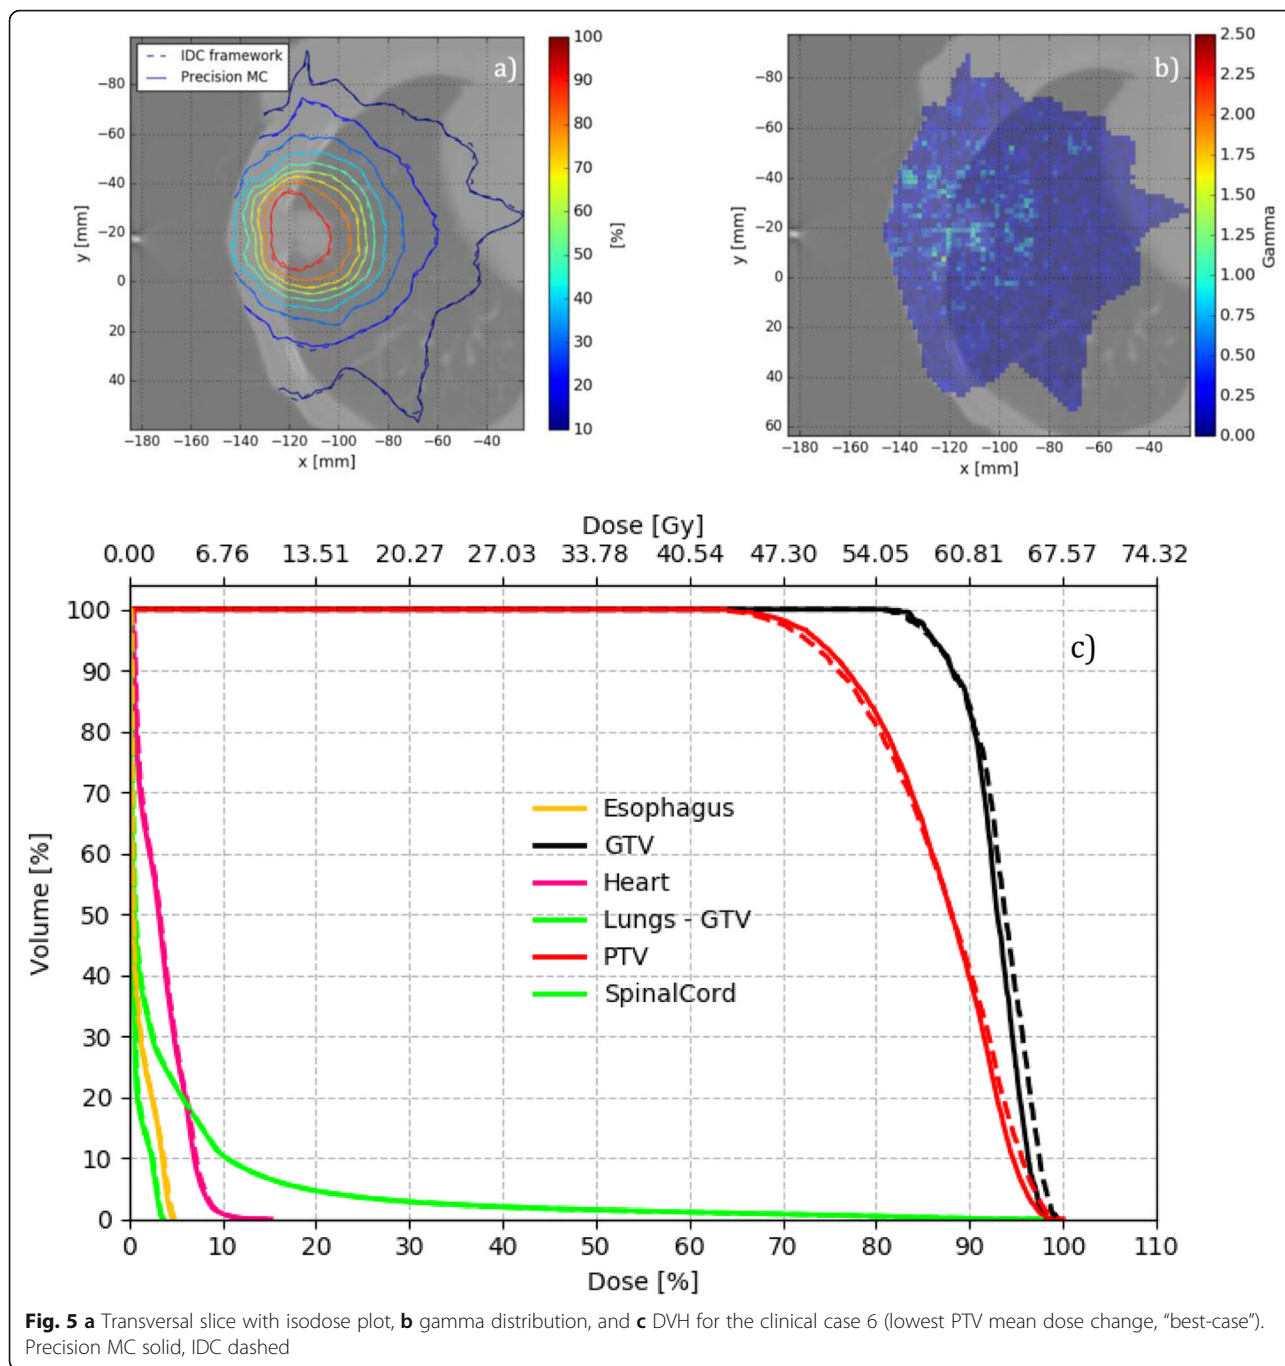 IDC framework
Precision MC
a)
−80
−60
−40
−20
0
20
40
y [mm]
−180 −160 −140 −120 −100 −80 −60 −40
x [mm]
100
90
80
70
60
50
40
30
20
10
[%]
b)
−80
−60
−40
−20
0
20
40
60
y [mm]
−180 −160 −140 −120 −100 −80 −60 −40
x [mm]
2.50
2.25
2.00
1.75
1.50
1.25
1.00
0.75
0.50
0.25
0.00
Gamma
Dose [Gy]
0.00 6.76 13.51 20.27 27.03 33.78 40.54 47.30 54.05 60.81 67.57 74.32
c)
100
90
80
70
60
50
40
30
20
10
0
Volume [%]
Esophagus
GTV
Heart
Lungs - GTV
PTV
SpinalCord
0 10 20 30 40 50 60 70 80 90 100 110
Dose [%]
Fig. 5 a Transversal slice with isodose plot, b gamma distribution, and c DVH for the clinical case 6 (lowest PTV mean dose change, “best-case”).
Precision MC solid, IDC dashed